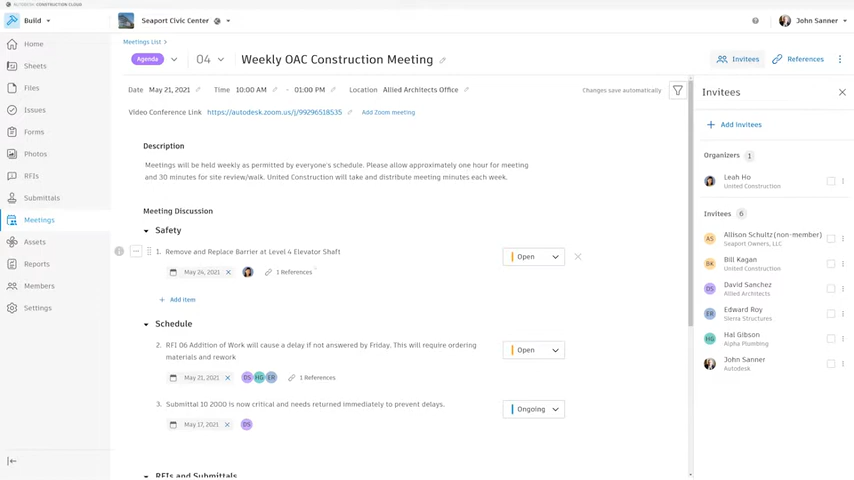 AUTODESK CONSTRUCTION CLOUD
Build
Seaport Civic Center
John Sanner
Home
Sheets
Files
Issues
Forms
Photos
RFIs
Submittals
Meetings
Assets
Reports
Members
Settings
Meetings List
Agenda
04
Weekly OAC Construction Meeting
Invitees
References
Date May 21, 2021 Time 10:00 AM - 01:00 PM Location Allied Architects Office
Changes save automatically
Video Conference Link https://autodesk.zoom.us/j/99296518535 Add Zoom meeting
Description
Meetings will be held weekly as permitted by everyone's schedule. Please allow approximately one hour for meeting
and 30 minutes for site review/walk. United Construction will take and distribute meeting minutes each week.
Meeting Discussion
Safety
1. Remove and Replace Barrier at Level 4 Elevator Shaft
Open
May 24, 2021
1 References
+ Add item
Schedule
2. RFI 06 Addition of Work will cause a delay if not answered by Friday. This will require ordering
materials and rework
Open
May 21, 2021
DS HG ER
1 References
3. Submittal 10 2000 is now critical and needs returned immediately to prevent delays.
Ongoing
May 17, 2021
DS
RFIs and Submittals
Invitees
+ Add Invitees
Organizers 1
Leah Ho
United Construction
Invitees 6
AS
Allison Schultz (non-member)
Seaport Owners, LLC
BK
Bill Kagan
United Construction
DS
David Sanchez
Allied Architects
ER
Edward Roy
Sierra Structures
HG
Hal Gibson
Alpha Plumbing
John Sanner
Autodesk